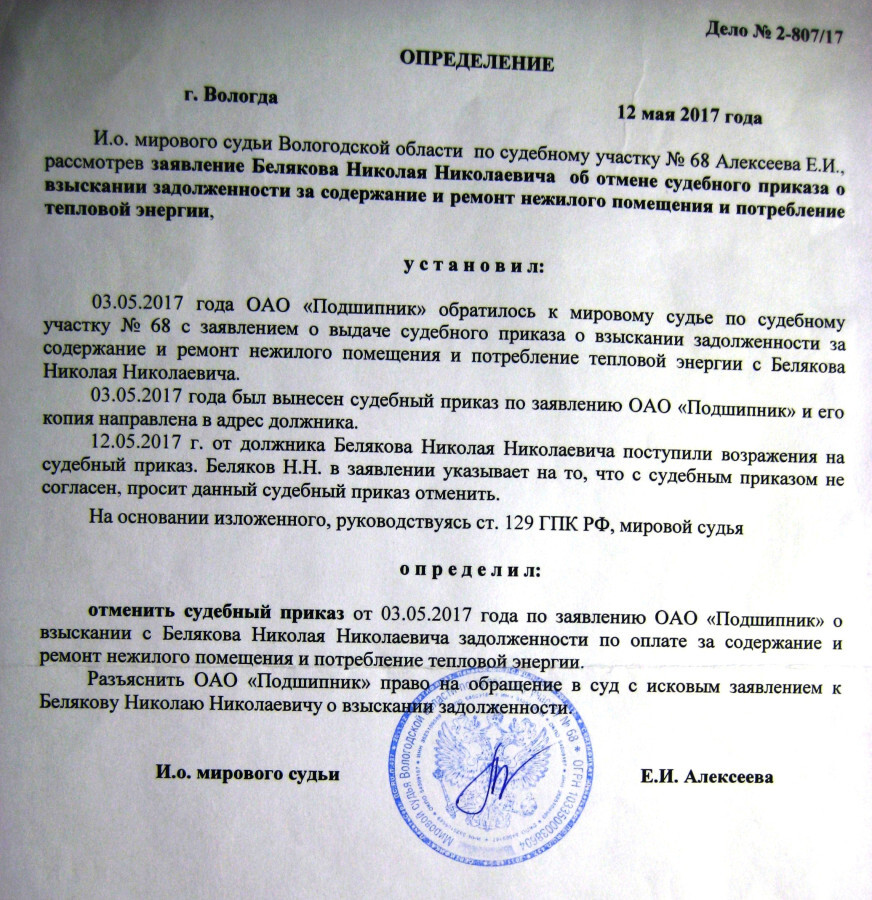 Дело № 2-807/17
ОПРЕДЕЛЕНИЕ
г. Вологда
12 мая 2017 года
И.о. мирового судьи Вологодской области по судебному участку № 68 Алексеева Е.И.,
рассмотрев заявление Белякова Николая Николаевича об отмене судебного приказа о
взыскании задолженности за содержание и ремонт нежилого помещения и потребление
тепловой энергии,
у с т а н о в и л:
03.05.2017 года ОАО «Подшипник» обратилось к мировому судье по судебному
участку № 68 с заявлением о выдаче судебного приказа о взыскании задолженности за
содержание и ремонт нежилого помещения и потребление тепловой энергии с Белякова
Николая Николаевича.
03.05.2017 года был вынесен судебный приказ по заявлению ОАО «Подшипник» и его
копия направлена в адрес должника.
12.05.2017 г. от должника Белякова Николая Николаевича поступили возражения на
судебный приказ. Беляков Н.Н. в заявлении указывает на то, что с судебным приказом не
согласен, просит данный судебный приказ отменить.
На основании изложенного, руководствуясь ст. 129 ГПК РФ, мировой судья
о п р е д е л и л:
отменить судебный приказ от 03.05.2017 года по заявлению ОАО «Подшипник» о
взыскании с Белякова Николая Николаевича задолженности по оплате за содержание и
ремонт нежилого помещения и потребление тепловой энергии.
Разъяснить ОАО «Подшипник» право на обращение в суд с исковым заявлением к
Белякову Николаю Николаевичу о взыскании задолженности.
И.о. мирового судьи
Е.И. Алексеева
Мировой судья Вологодской области № 68 * ОГРН 1035000038604